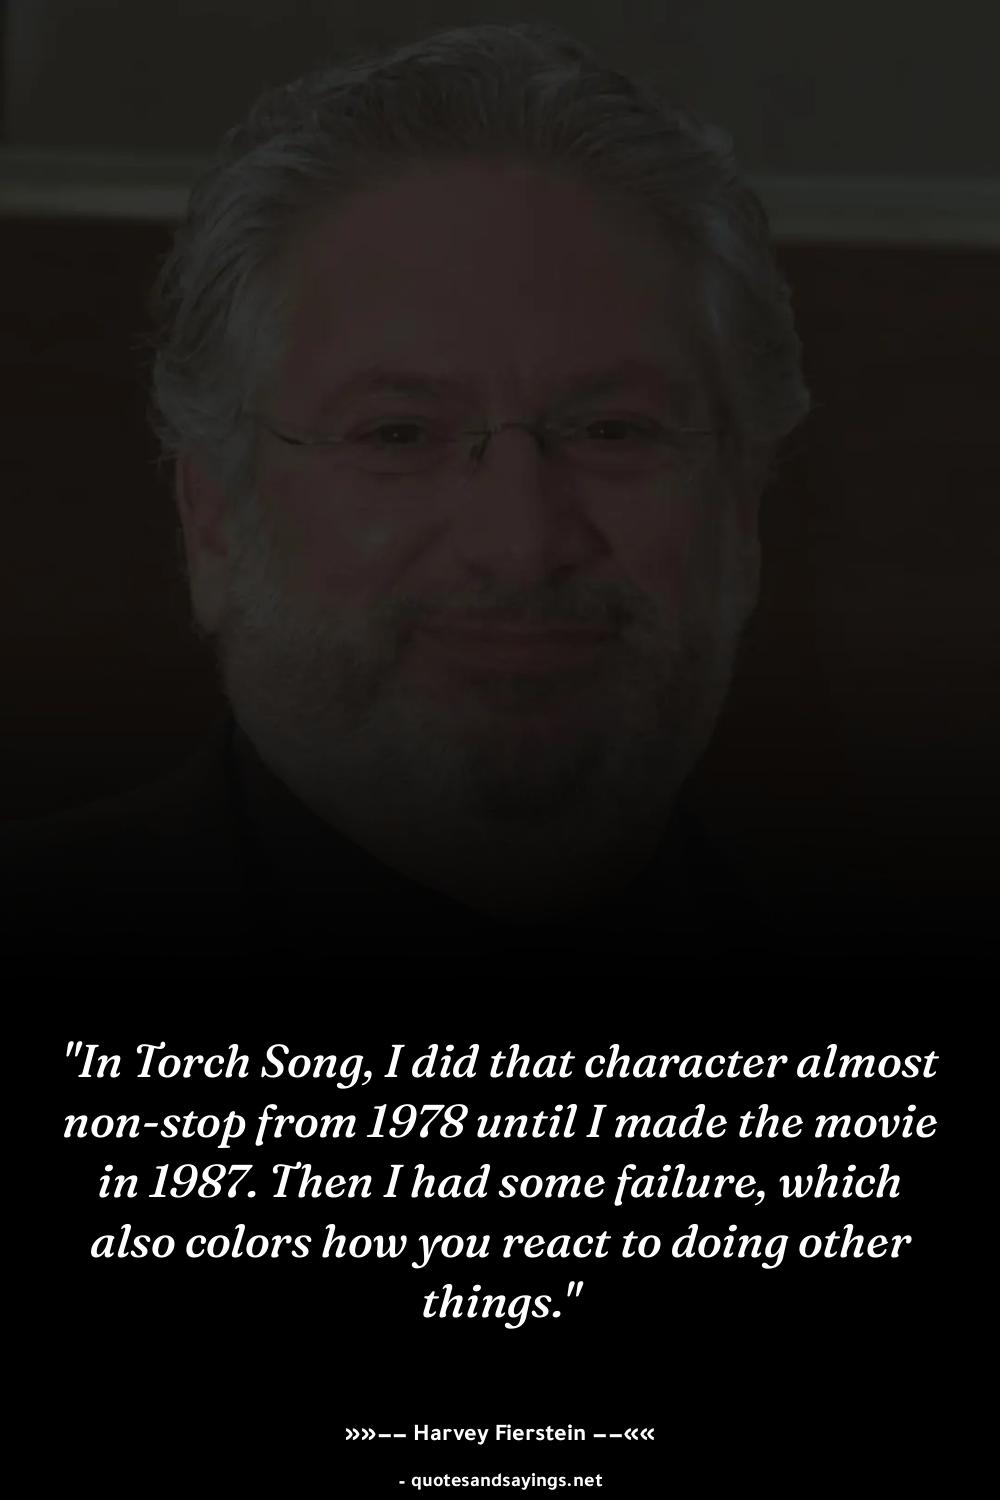 "In Torch Song, I did that character almost
non-stop from 1978 until I made the movie
in 1987. Then I had some failure, which
also colors how you react to doing other
things."
»»−− Harvey Fierstein −−««
- quotesandsayings.net